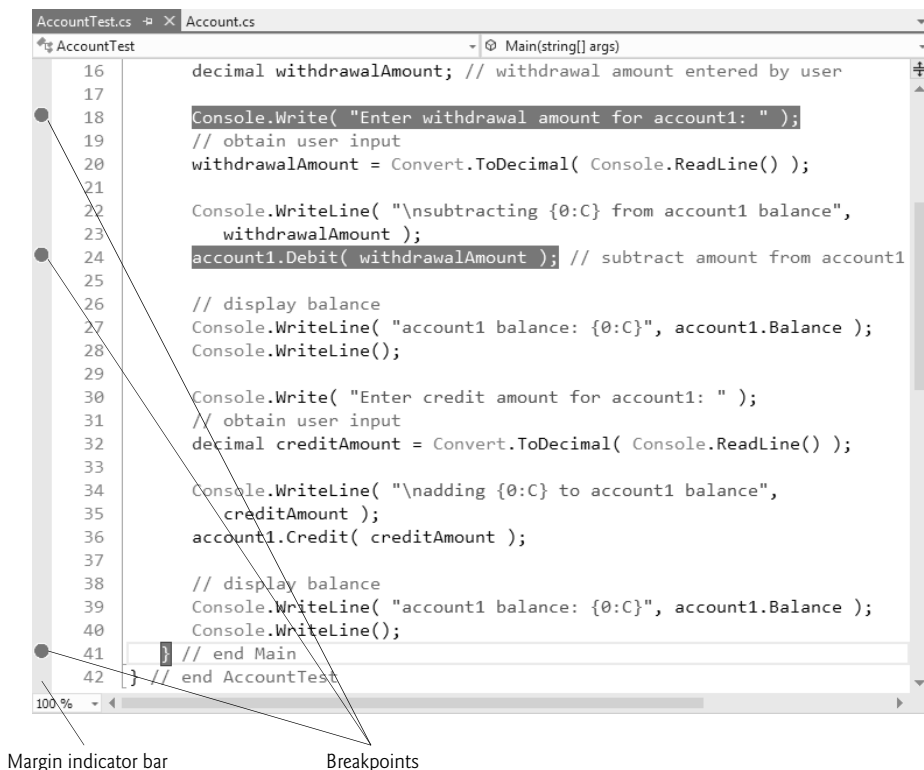 AccountTest.cs Account.cs
AccountTest Main(string[] args)
16 decimal withdrawalAmount; // withdrawal amount entered by user
17
18 Console.Write( "Enter withdrawal amount for account1: " );
19 // obtain user input
20 withdrawalAmount = Convert.ToDecimal( Console.ReadLine() );
21
22 Console.WriteLine( "\nsubtracting {0:C} from account1 balance",
23 withdrawalAmount );
24 account1.Debit( withdrawalAmount ); // subtract amount from account1
25
26 // display balance
27 Console.WriteLine( "account1 balance: {0:C}", account1.Balance );
28 Console.WriteLine();
29
30 Console.Write( "Enter credit amount for account1: " );
31 // obtain user input
32 decimal creditAmount = Convert.ToDecimal( Console.ReadLine() );
33
34 Console.WriteLine( "\nadding {0:C} to account1 balance",
35 creditAmount );
36 account1.Credit( creditAmount );
37
38 // display balance
39 Console.WriteLine( "account1 balance: {0:C}", account1.Balance );
40 Console.WriteLine();
41 } // end Main
42 } // end AccountTest
100 %
Margin indicator bar Breakpoints